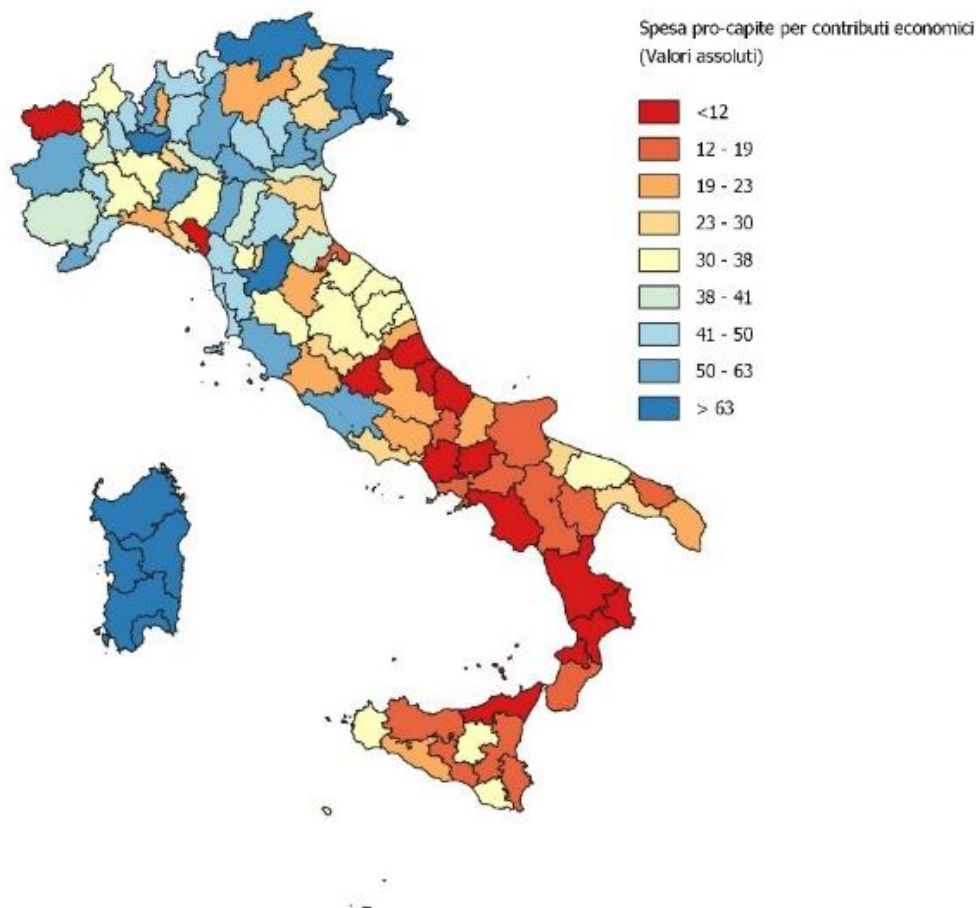 Spesa pro-capite per contributi economici
(Valori assoluti)
<12
12 - 19
19 - 23
23 - 30
30 - 38
38 - 41
41 - 50
50 - 63
> 63